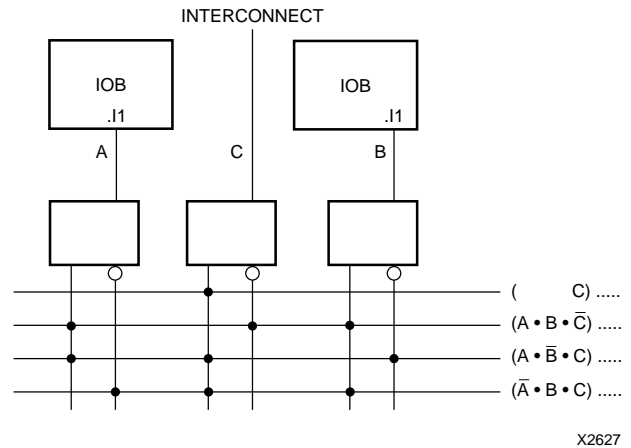 INTERCONNECT
IOB
.I1
IOB
.I1
A
C
B
( C) .....
(A • B • C̅) .....
(A • B̅ • C) .....
(A̅ • B • C) .....
X2627